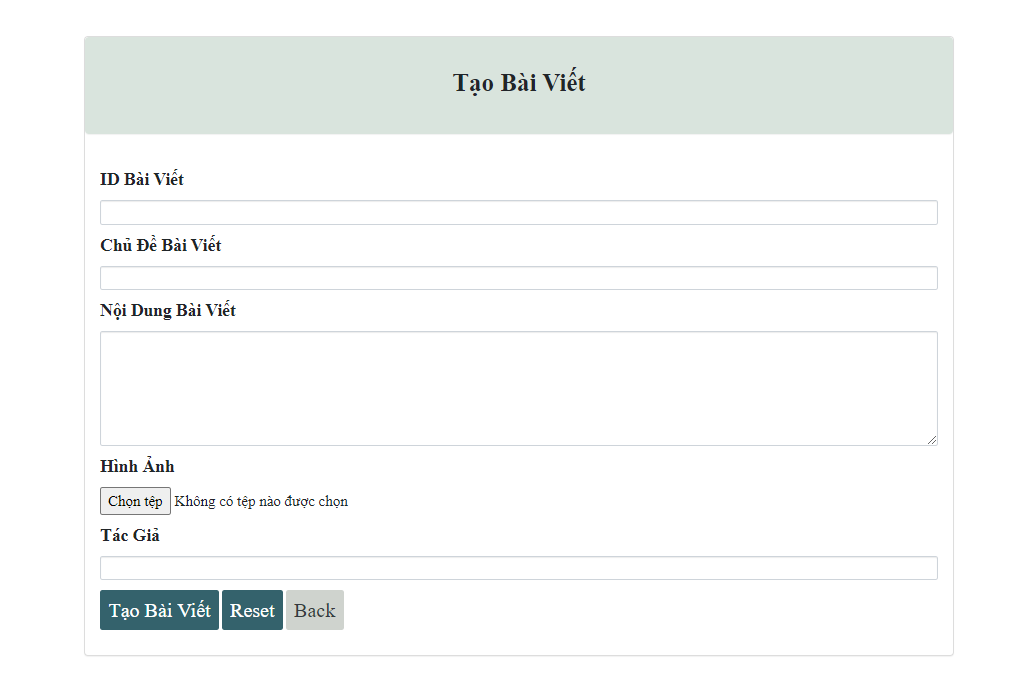 Tạo Bài Viết
ID Bài Viết
Chủ Đề Bài Viết
Nội Dung Bài Viết
Hình Ảnh
Chọn tệp Không có tệp nào được chọn
Tác Giả
Tạo Bài Viết Reset Back